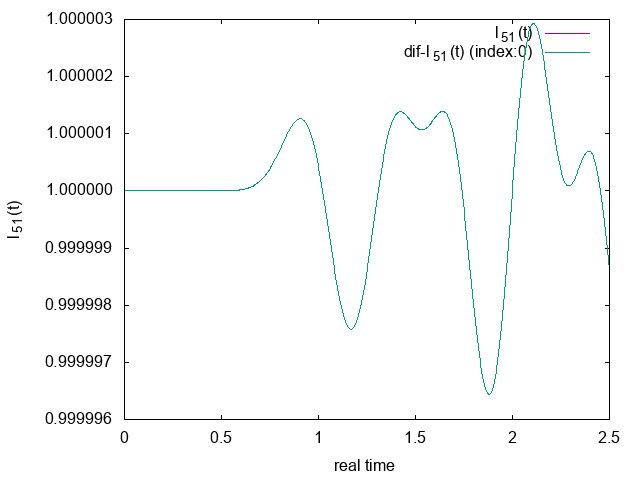 1.000003
1.000002
1.000001
1.000000
0.999999
0.999998
0.999997
0.999996
0 0.5 1 1.5 2 2.5
I51(t)
real time
I51(t)
dif-I51(t) (index:0)